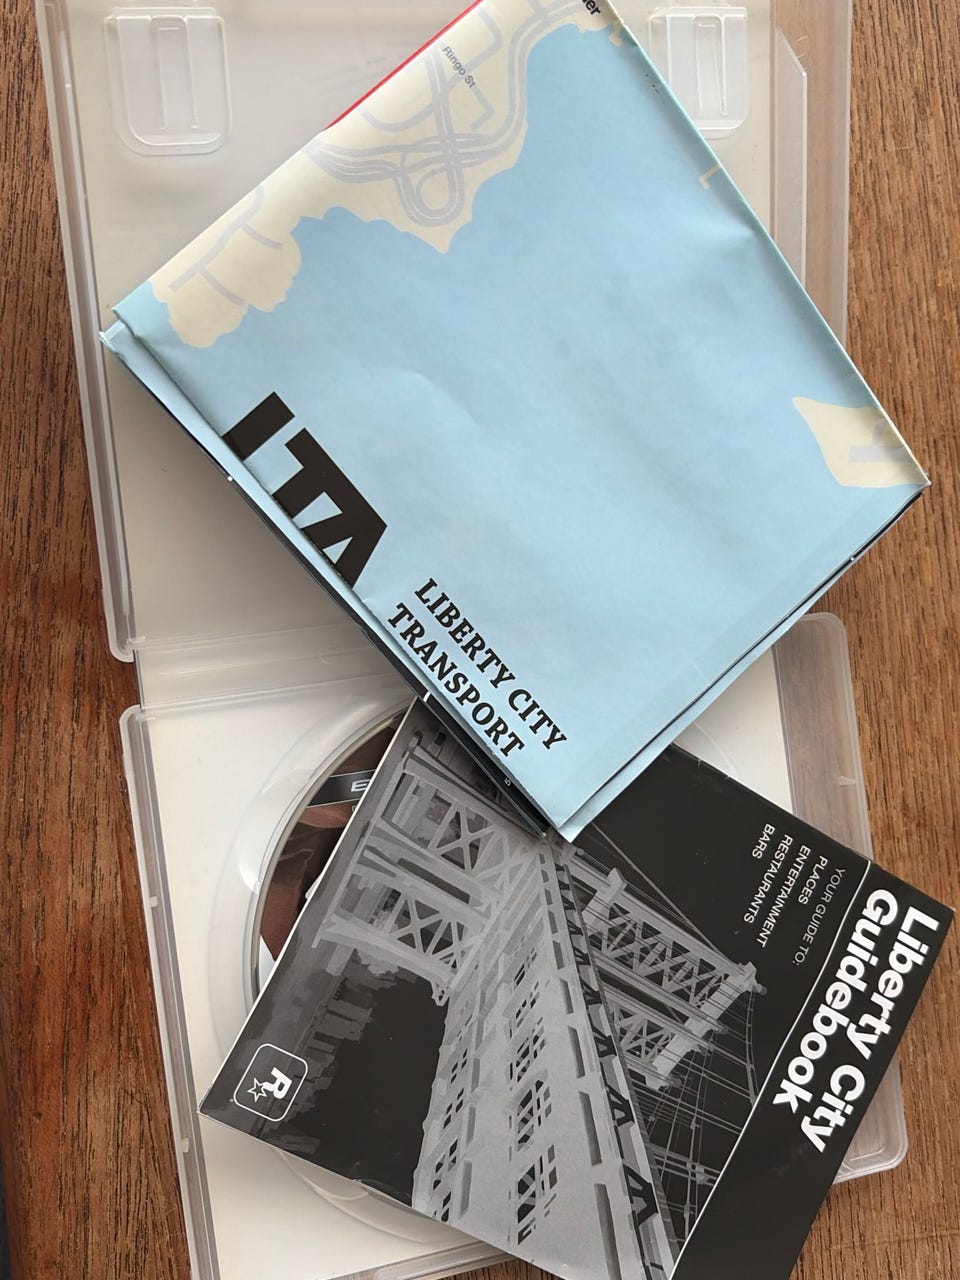 Ringo St
LTA
LIBERTY CITY
TRANSPORT
Liberty City
Guidebook
YOUR GUIDE TO:
PLACES
ENTERTAINMENT
RESTAURANTS
BARS
R